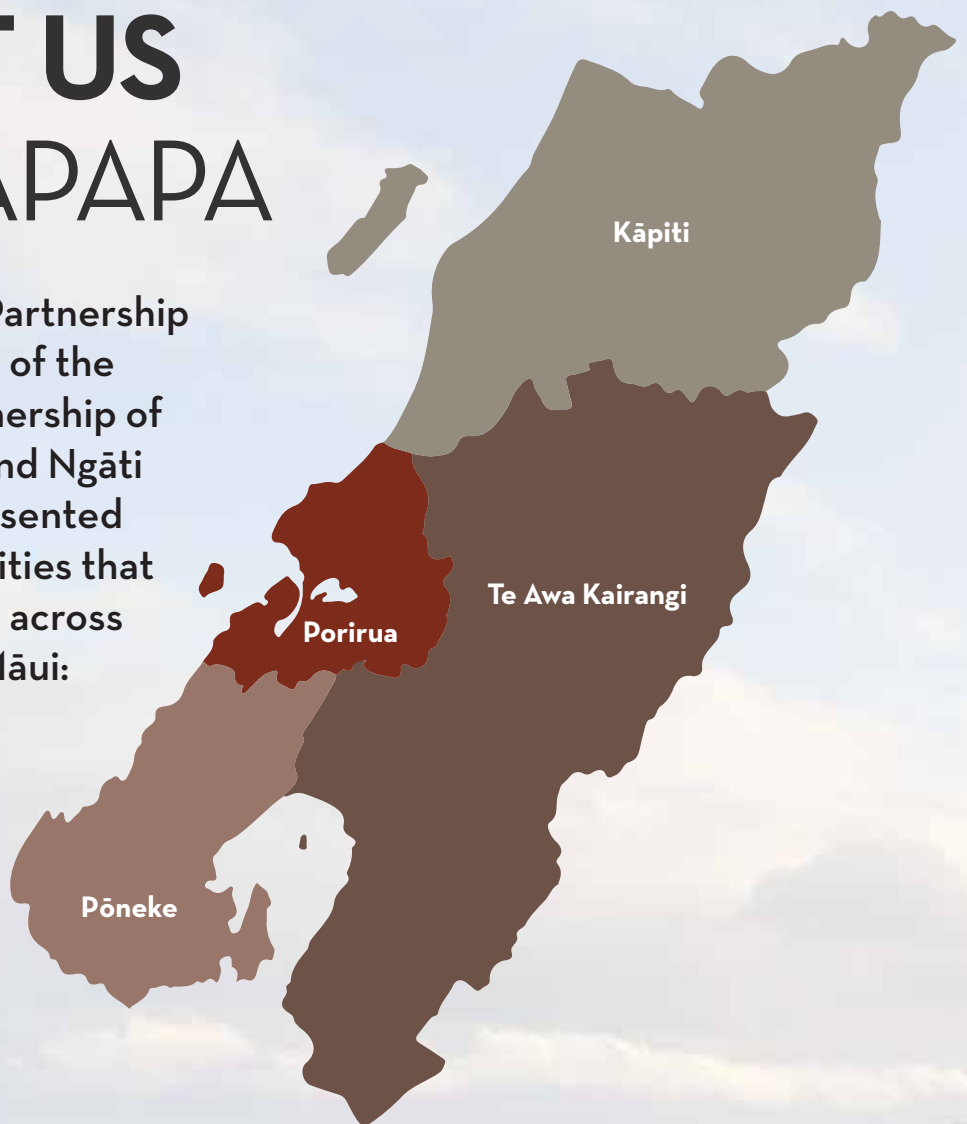 US
APAPA
Partnership
of the
nership of
nd Ngāti
sented
ities that
across
āui:
Kāpiti
Te Awa Kairangi
Porirua
Pōneke